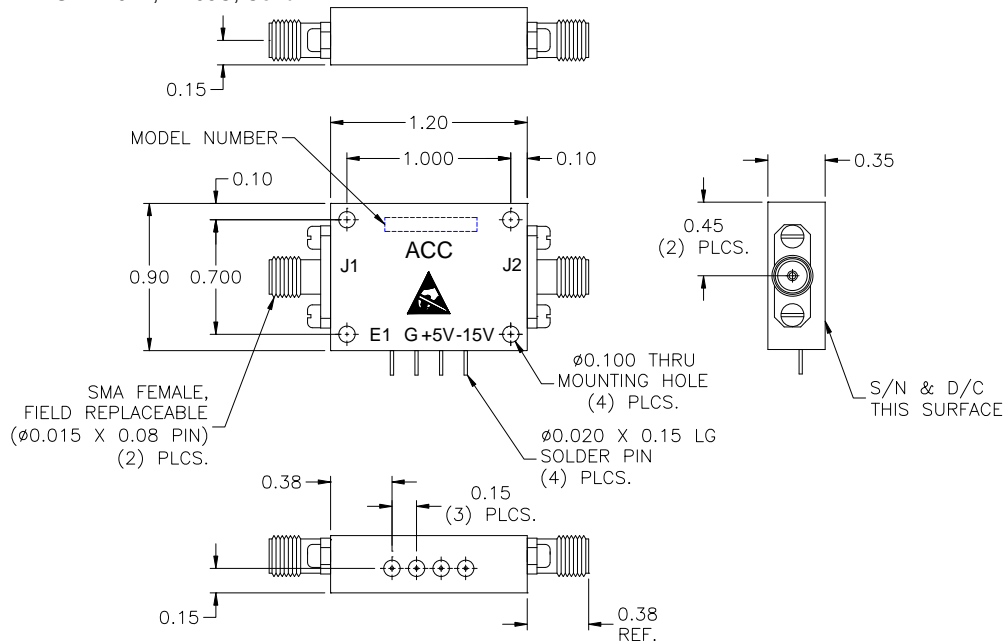 0.15
MODEL NUMBER
1.20
1.000
0.10
0.10
0.35
0.45
(2) PLCS.
0.90
0.700
ACC
J1
J2
E1 G +5V -15V
SMA FEMALE,
FIELD REPLACEABLE
(ø0.015 X 0.08 PIN)
(2) PLCS.
ø0.100 THRU
MOUNTING HOLE
(4) PLCS.
ø0.020 X 0.15 LG
SOLDER PIN
(4) PLCS.
S/N & D/C
THIS SURFACE
0.38
0.15
(3) PLCS.
0.15
0.38
REF.